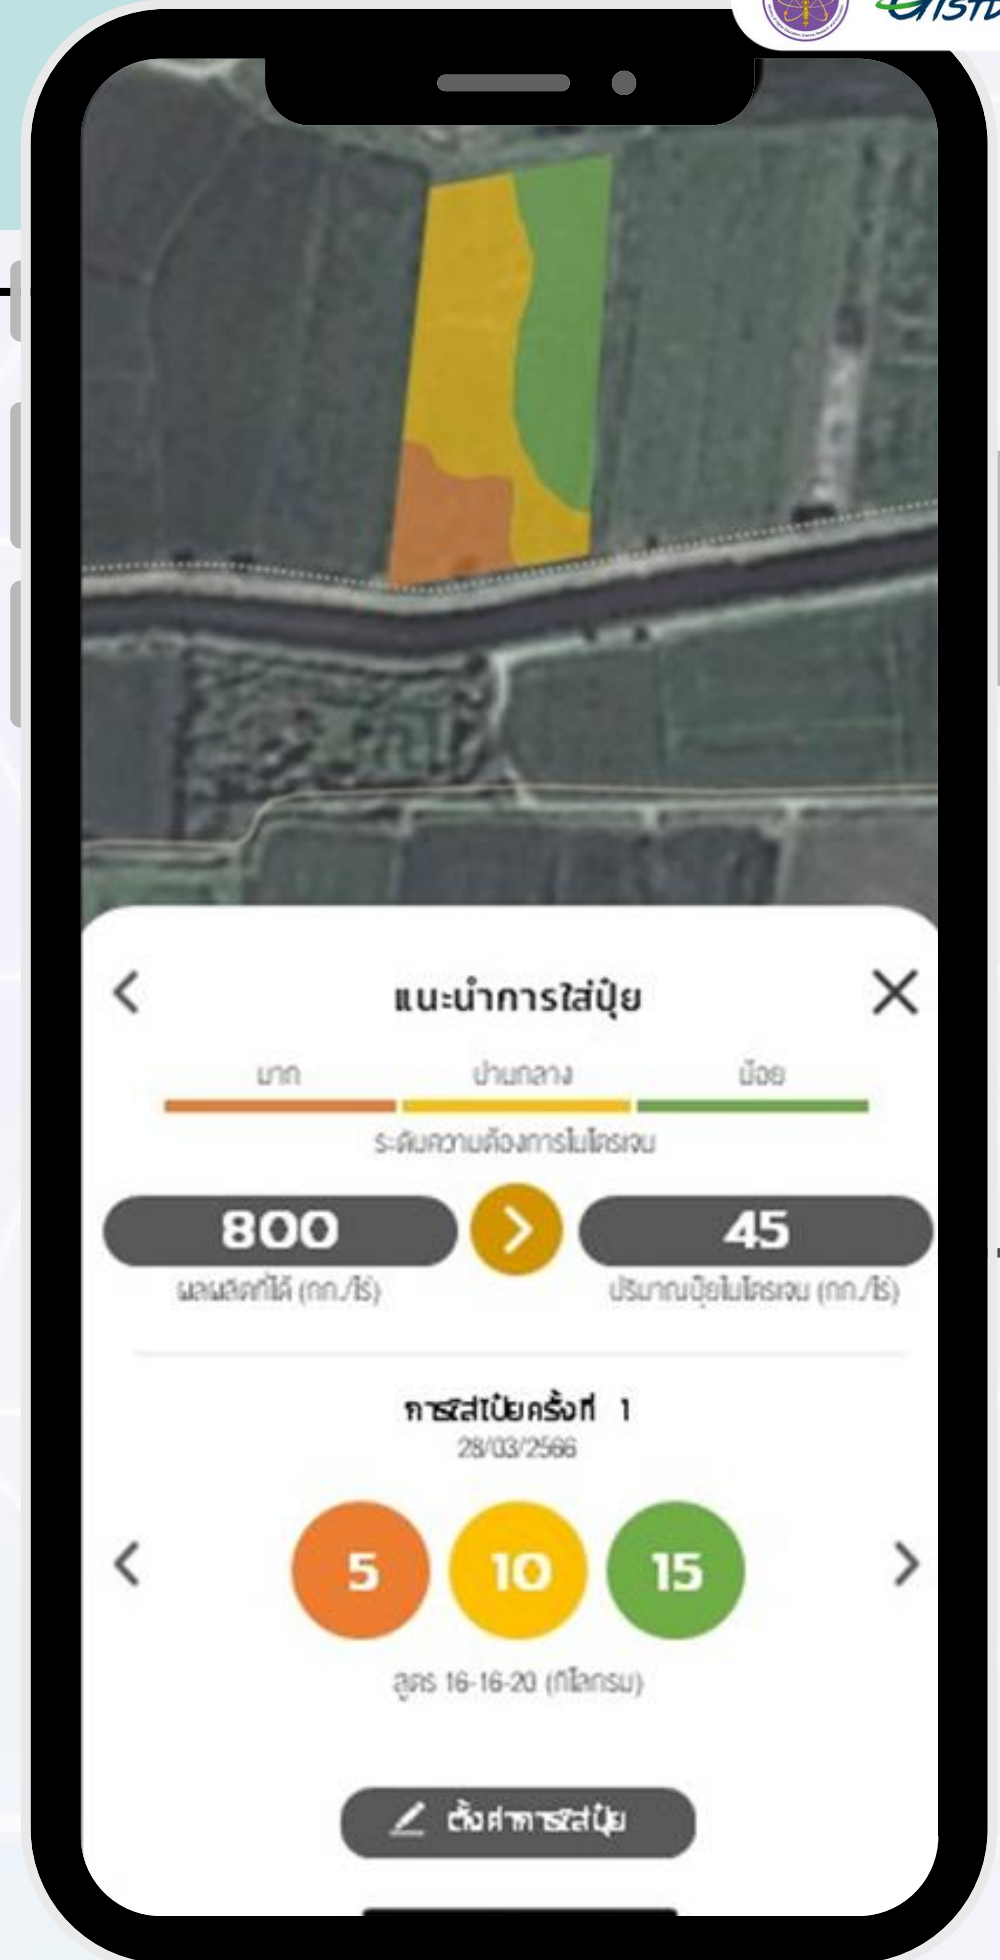 แนะนำการใส่ปุ๋ย
มาก ปานกลาง น้อย
ระดับความต้องการไนโตรเจน
800 45
ผลผลิตที่ได้ (กก./ไร่) ปริมาณปุ๋ยไนโตรเจน (กก./ไร่)
การใส่ปุ๋ยครั้งที่ 1
28/03/2566
5 10 15
สูตร 16-16-20 (กิโลกรัม)
ตั้งค่าการใส่ปุ๋ย